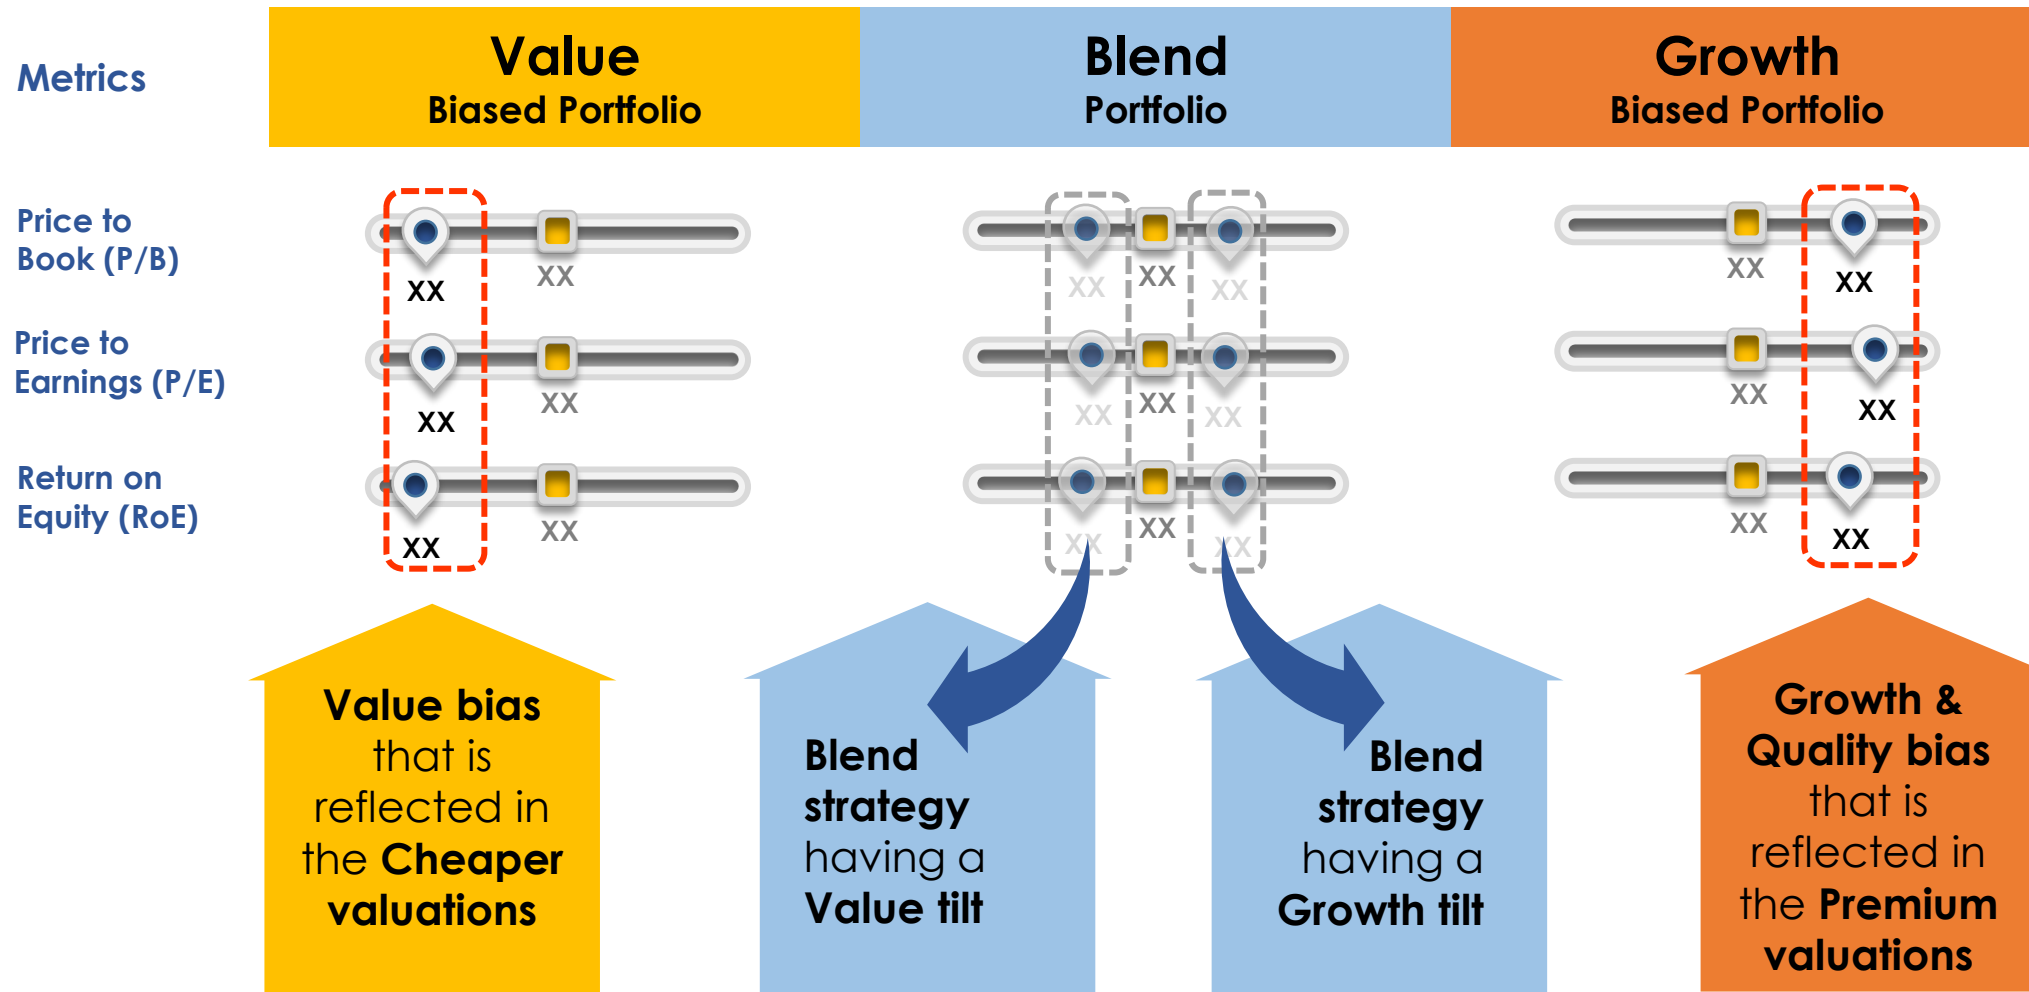 Metrics
Value
Biased Portfolio
Blend
Portfolio
Growth
Biased Portfolio
Price to
Book (P/B)
XX
XX
XX
XX
XX
XX
XX
Price to
Earnings (P/E)
XX
XX
XX
XX
XX
XX
XX
Return on
Equity (RoE)
XX
XX
XX
XX
XX
XX
XX
Value bias
that is
reflected in
the Cheaper
valuations
Blend
strategy
having a
Value tilt
Blend
strategy
having a
Growth tilt
Growth &
Quality bias
that is
reflected in
the Premium
valuations